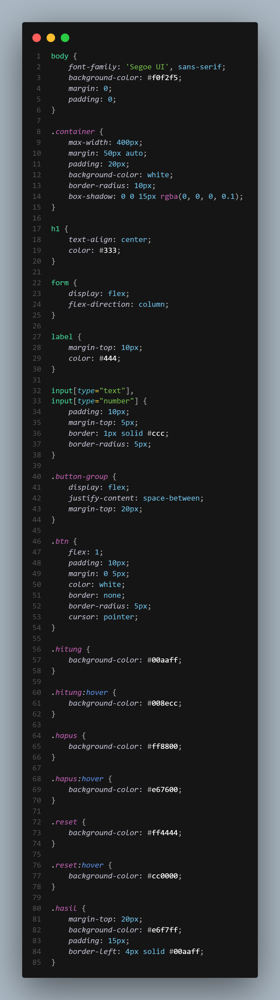 1 body {
2     font-family: 'Segoe UI', sans-serif;
3     background-color: #f0f2f5;
4     margin: 0;
5     padding: 0;
6 }
7
8 .container {
9     max-width: 400px;
10     margin: 50px auto;
11     padding: 20px;
12     background-color: white;
13     border-radius: 10px;
14     box-shadow: 0 0 15px rgba(0, 0, 0, 0.1);
15 }
16
17 h1 {
18     text-align: center;
19     color: #333;
20 }
21
22 form {
23     display: flex;
24     flex-direction: column;
25 }
26
27 label {
28     margin-top: 10px;
29     color: #444;
30 }
31
32 input[type="text"],
33 input[type="number"] {
34     padding: 10px;
35     margin-top: 5px;
36     border: 1px solid #ccc;
37     border-radius: 5px;
38 }
39
40 .button-group {
41     display: flex;
42     justify-content: space-between;
43     margin-top: 20px;
44 }
45
46 .btn {
47     flex: 1;
48     padding: 10px;
49     margin: 0 5px;
50     color: white;
51     border: none;
52     border-radius: 5px;
53     cursor: pointer;
54 }
55
56 .hitung {
57     background-color: #00aaff;
58 }
59
60 .hitung:hover {
61     background-color: #008ecc;
62 }
63
64 .hapus {
65     background-color: #ff8800;
66 }
67
68 .hapus:hover {
69     background-color: #e67600;
70 }
71
72 .reset {
73     background-color: #ff4444;
74 }
75
76 .reset:hover {
77     background-color: #cc0000;
78 }
79
80 .hasil {
81     margin-top: 20px;
82     background-color: #e6f7ff;
83     padding: 15px;
84     border-left: 4px solid #00aaff;
85 }